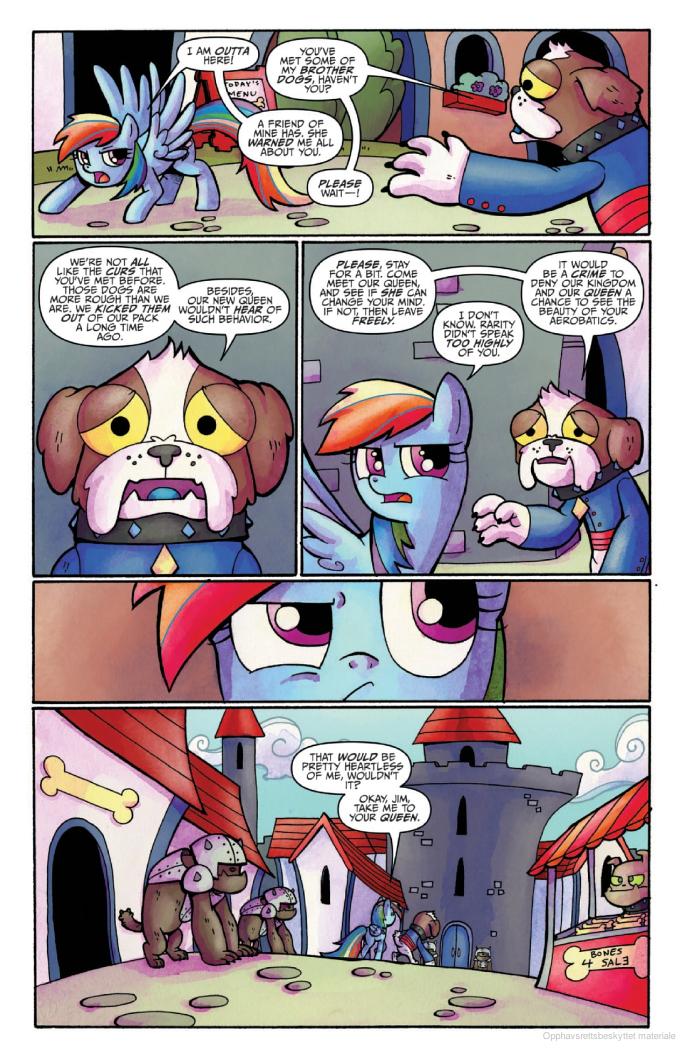 I AM OUTTA
HERE!
YOU'VE
MET SOME OF
MY BROTHER
DOGS, HAVEN'T
YOU?
TODAY'S
MENU
A FRIEND OF
MINE HAS. SHE
WARNED ME ALL
ABOUT YOU.
PLEASE
WAIT—!
WE'RE NOT ALL
LIKE THE CURS THAT
YOU'VE MET BEFORE.
THOSE DOGS ARE
MORE ROUGH THAN WE
ARE. WE KICKED THEM
OUT OF OUR PACK
A LONG TIME
AGO.
BESIDES,
OUR NEW QUEEN
WOULDN'T HEAR OF
SUCH BEHAVIOR.
PLEASE, STAY
FOR A BIT. COME
MEET OUR QUEEN,
AND SEE IF SHE CAN
CHANGE YOUR MIND.
IF NOT, THEN LEAVE
FREELY.
I DON'T
KNOW. RARITY
DIDN'T SPEAK
TOO HIGHLY
OF YOU.
IT WOULD
BE A CRIME TO
DENY OUR KINGDOM
AND OUR QUEEN A
CHANCE TO SEE THE
BEAUTY OF YOUR
AEROBATICS.
THAT WOULD BE
PRETTY HEARTLESS
OF ME, WOULDN'T
IT?
OKAY, JIM,
TAKE ME TO
YOUR QUEEN.
BONES
4 SALE
Opphavsrettsbeskyttet materiale